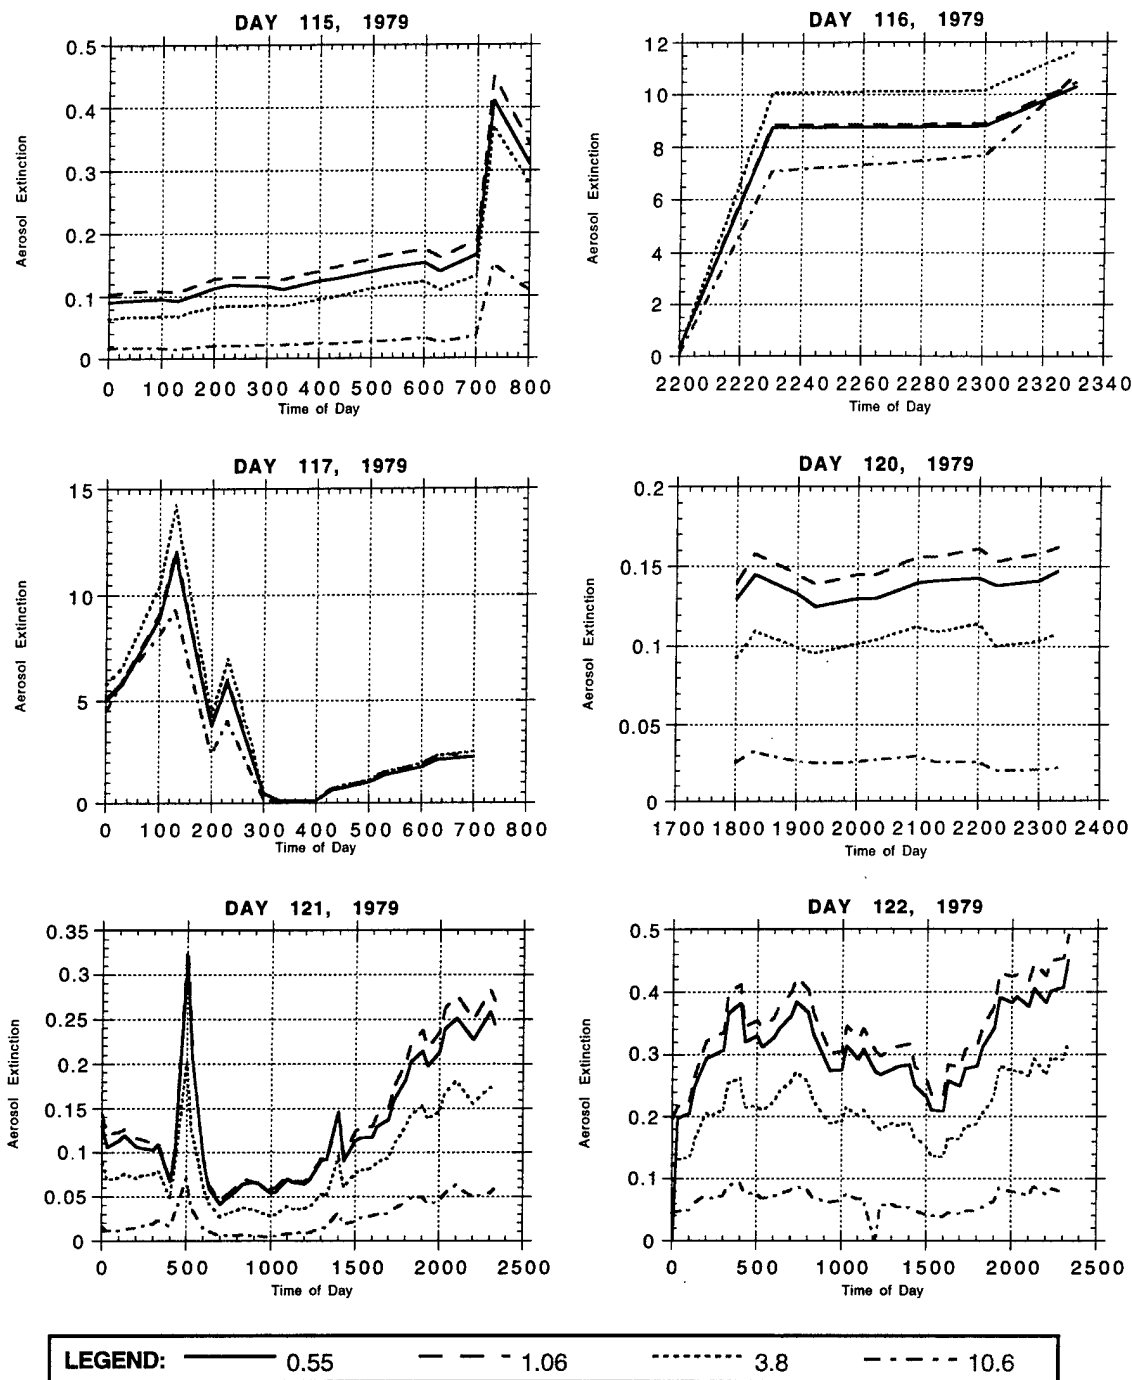 DAY 115, 1979
0.5
0.4
0.3
0.2
0.1
0
Aerosol Extinction
0 100 200 300 400 500 600 700 800
Time of Day
DAY 116, 1979
12
10
8
6
4
2
0
Aerosol Extinction
2200 2220 2240 2260 2280 2300 2320 2340
Time of Day
DAY 117, 1979
15
10
5
0
Aerosol Extinction
0 100 200 300 400 500 600 700 800
Time of Day
DAY 120, 1979
0.2
0.15
0.1
0.05
0
Aerosol Extinction
1700 1800 1900 2000 2100 2200 2300 2400
Time of Day
DAY 121, 1979
0.35
0.3
0.25
0.2
0.15
0.1
0.05
0
Aerosol Extinction
0 500 1000 1500 2000 2500
Time of Day
DAY 122, 1979
0.5
0.4
0.3
0.2
0.1
0
Aerosol Extinction
0 500 1000 1500 2000 2500
Time of Day
LEGEND: 0.55 1.06 3.8 10.6